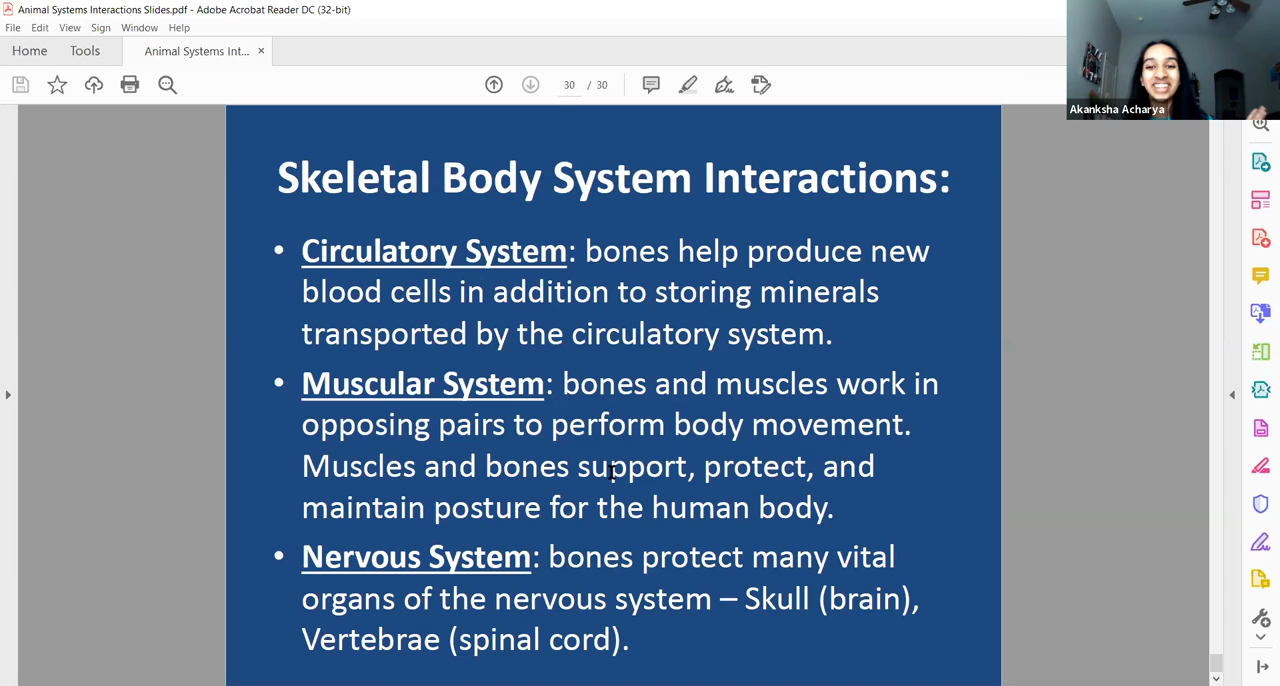 Animal Systems Interactions Slides.pdf - Adobe Acrobat Reader DC (32-bit)
File Edit View Sign Window Help
Home Tools Animal Systems Int... ×
30 / 30
Akanksha Acharya
Skeletal Body System Interactions:
• Circulatory System: bones help produce new
blood cells in addition to storing minerals
transported by the circulatory system.
• Muscular System: bones and muscles work in
opposing pairs to perform body movement.
Muscles and bones support, protect, and
maintain posture for the human body.
• Nervous System: bones protect many vital
organs of the nervous system – Skull (brain),
Vertebrae (spinal cord).